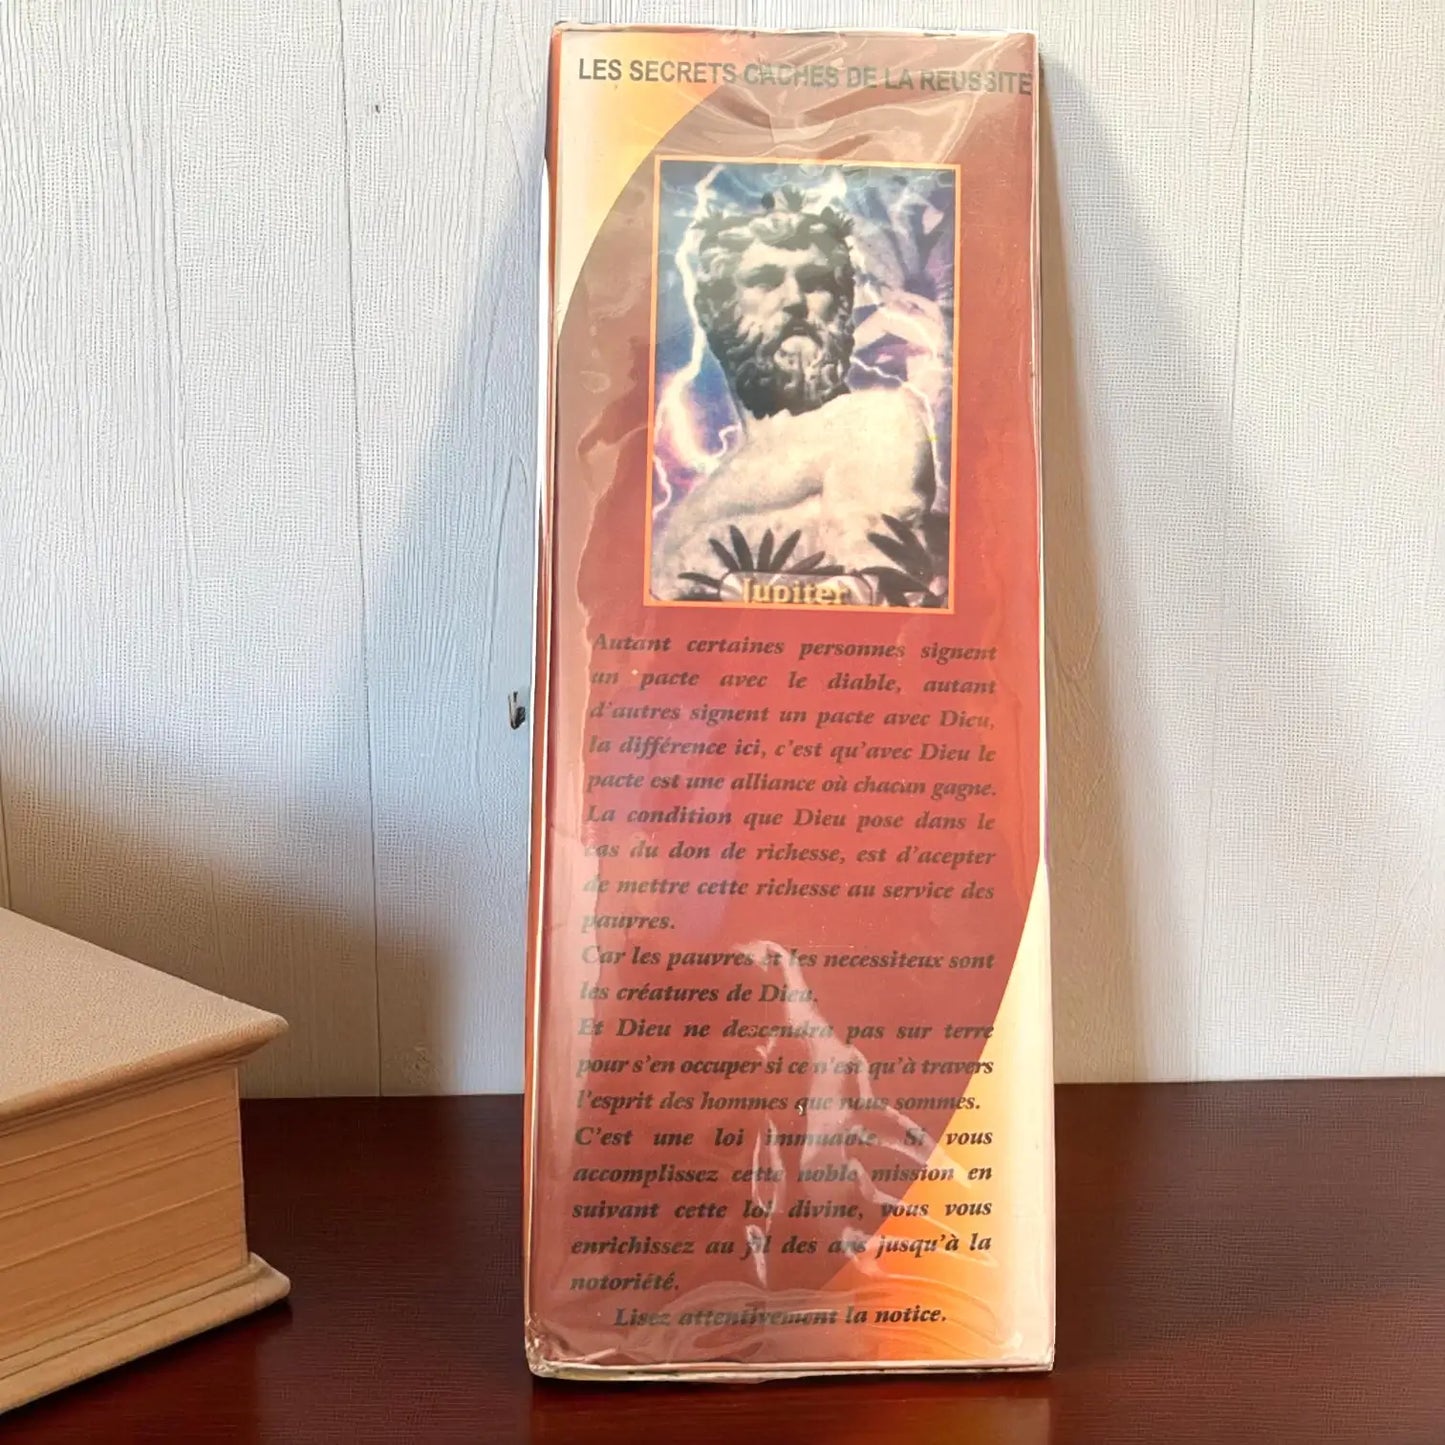 LES SECRETS CACHES DE LA REUSSITE
Jupiter
Autant certaines personnes signent
un pacte avec le diable, autant
d'autres signent un pacte avec Dieu,
la différence ici, c'est qu'avec Dieu le
pacte est une alliance où chacun gagne.
La condition que Dieu pose dans le
cas du don de richesse, est d'acepter
de mettre cette richesse au service des
pauvres.
Car les pauvres et les necessiteux sont
les créatures de Dieu.
Et Dieu ne descendra pas sur terre
pour s'en occuper si ce n'est qu'à travers
l'esprit des hommes que nous sommes.
C'est une loi immuable. Si vous
accomplissez cette noble mission en
suivant cette loi divine, vous vous
enrichissez au fil des ans jusqu'à la
notoriété.
Lisez attentivement la notice.